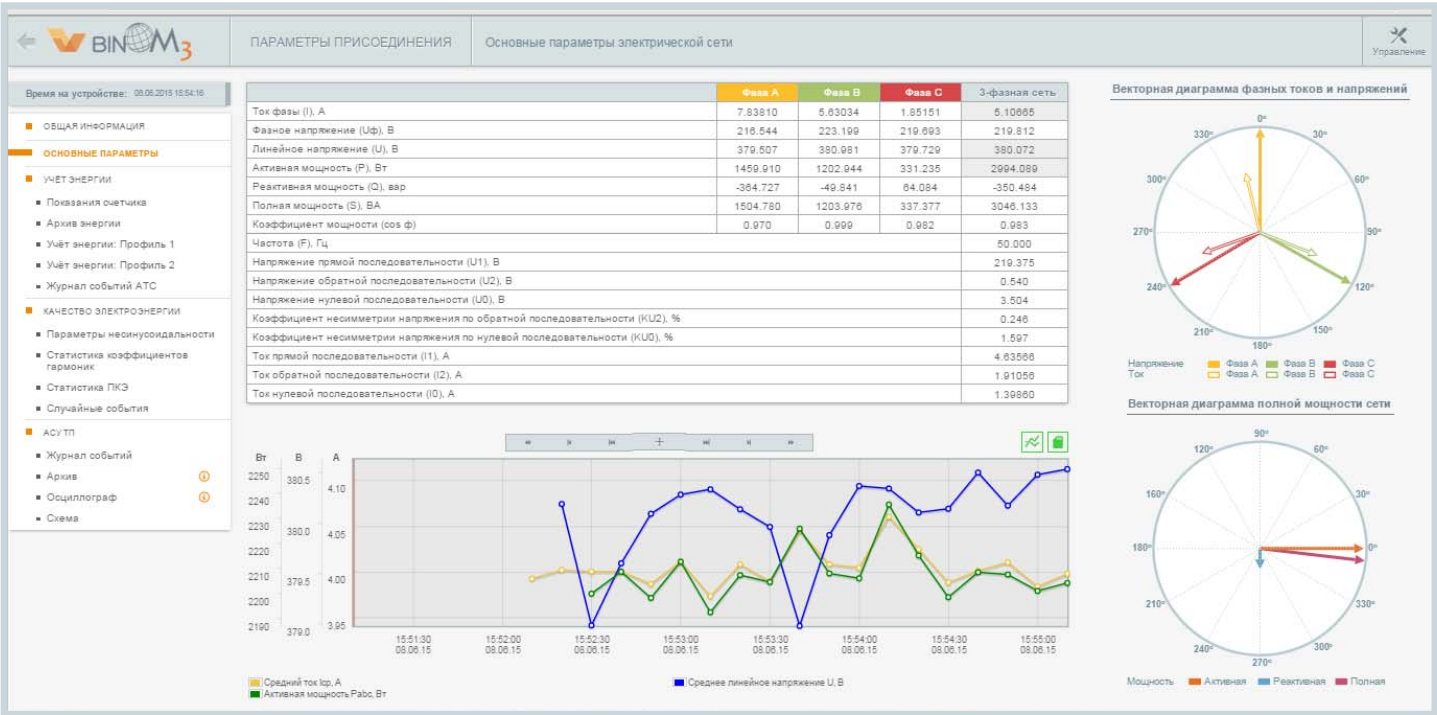 BINOM3
ПАРАМЕТРЫ ПРИСОЕДИНЕНИЯ
Основные параметры электрической сети
Управление
Время на устройстве: 08.06.2015 15:54:16
ОБЩАЯ ИНФОРМАЦИЯ
ОСНОВНЫЕ ПАРАМЕТРЫ
УЧЁТ ЭНЕРГИИ
Показания счетчика
Архив энергии
Учёт энергии: Профиль 1
Учёт энергии: Профиль 2
Журнал событий АТС
КАЧЕСТВО ЭЛЕКТРОЭНЕРГИИ
Параметры несинусоидальности
Статистика коэффициентов
гармоник
Статистика ПКЭ
Случайные события
АСУ ТП
Журнал событий
Архив
Осциллограф
Схема
Фаза А Фаза В Фаза С 3-фазная сеть
Ток фазы (I), А 7.83810 5.63034 1.85151 5.10665
Фазное напряжение (Uф), В 216.544 223.199 219.693 219.812
Линейное напряжение (U), В 379.507 380.981 379.729 380.072
Активная мощность (P), Вт 1459.910 1202.944 331.235 2994.089
Реактивная мощность (Q), вар -364.727 -49.841 64.084 -350.484
Полная мощность (S), ВА 1504.780 1203.976 337.377 3046.133
Коэффициент мощности (cos ф) 0.970 0.999 0.982 0.983
Частота (F), Гц 50.000
Напряжение прямой последовательности (U1), В 219.375
Напряжение обратной последовательности (U2), В 0.540
Напряжение нулевой последовательности (U0), В 3.504
Коэффициент несимметрии напряжения по обратной последовательности (KU2), % 0.246
Коэффициент несимметрии напряжения по нулевой последовательности (KU0), % 1.597
Ток прямой последовательности (I1), А 4.63566
Ток обратной последовательности (I2), А 1.91056
Ток нулевой последовательности (I0), А 1.39860
Вт В А
2250 380.5 4.10
2240
2230 380.0 4.05
2220
2210 379.5 4.00
2200
2190 379.0 3.95
15:51:30 15:52:00 15:52:30 15:53:00 15:53:30 15:54:00 15:54:30 15:55:00
08.06.15 08.06.15 08.06.15 08.06.15 08.06.15 08.06.15 08.06.15 08.06.15
Средний ток Iср, А
Активная мощность Pabc, Вт
Среднее линейное напряжение U, В
Векторная диаграмма фазных токов и напряжений
0°
330° 30°
300° 60°
270° 90°
240° 120°
210° 150°
180°
Напряжение Фаза А Фаза В Фаза С
Ток Фаза А Фаза В Фаза С
Векторная диаграмма полной мощности сети
90°
120° 60°
160° 30°
180° 0°
210° 330°
240° 300°
270°
Мощность Активная Реактивная Полная